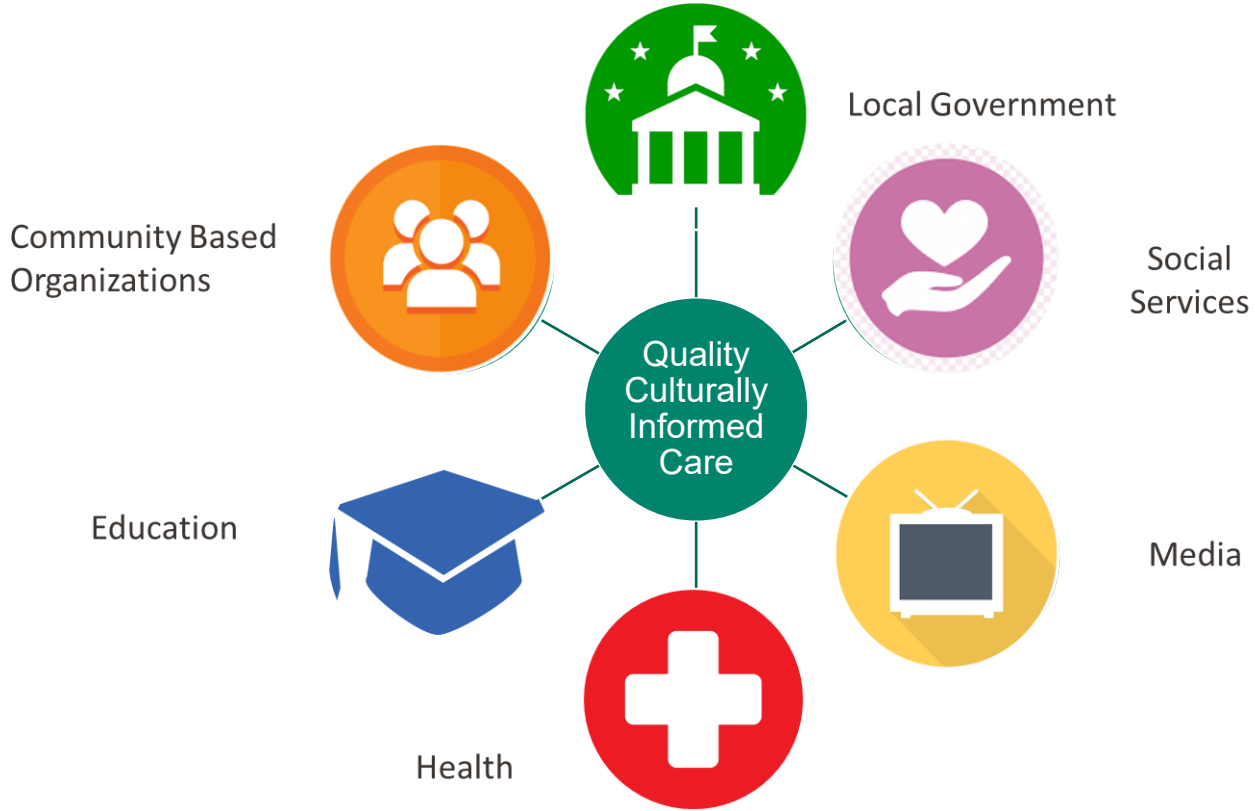 Local Government
Community Based
Organizations
Social
Services
Quality
Culturally
Informed
Care
Education
Media
Health